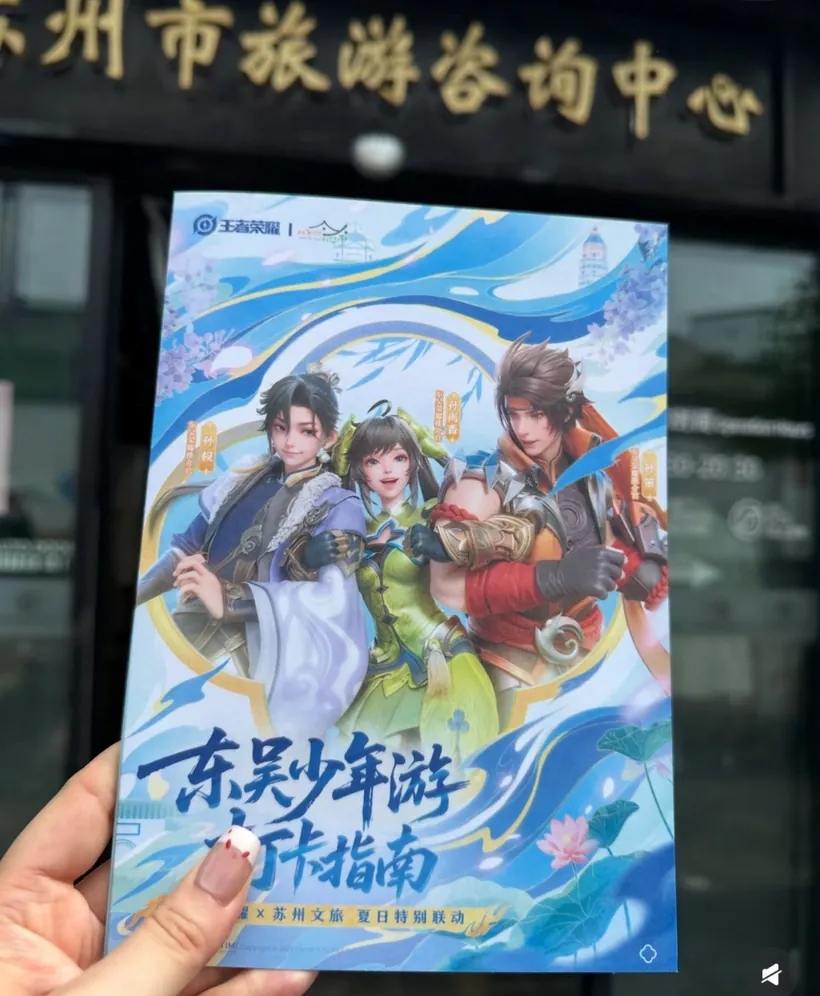 苏州市旅游咨询中心
王者荣耀
孙权
孙尚香
孙策
东吴少年游
打卡指南
耀 × 苏州文旅 夏日特别联动